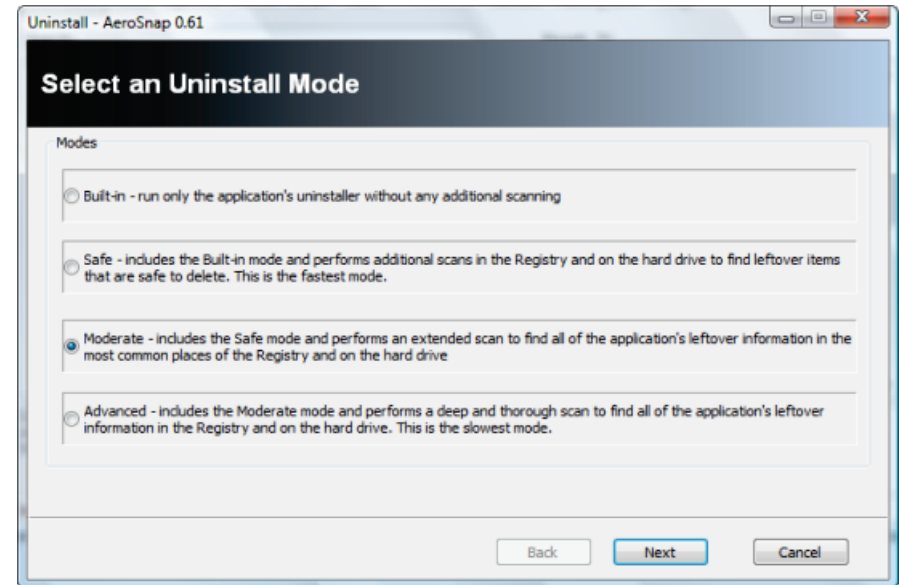 Uninstall - AeroSnap 0.61
Select an Uninstall Mode
Modes
Built-in - run only the application's uninstaller without any additional scanning
Safe - includes the Built-in mode and performs additional scans in the Registry and on the hard drive to find leftover items
that are safe to delete. This is the fastest mode.
Moderate - includes the Safe mode and performs an extended scan to find all of the application's leftover information in the
most common places of the Registry and on the hard drive
Advanced - includes the Moderate mode and performs a deep and thorough scan to find all of the application's leftover
information in the Registry and on the hard drive. This is the slowest mode.
Back Next Cancel